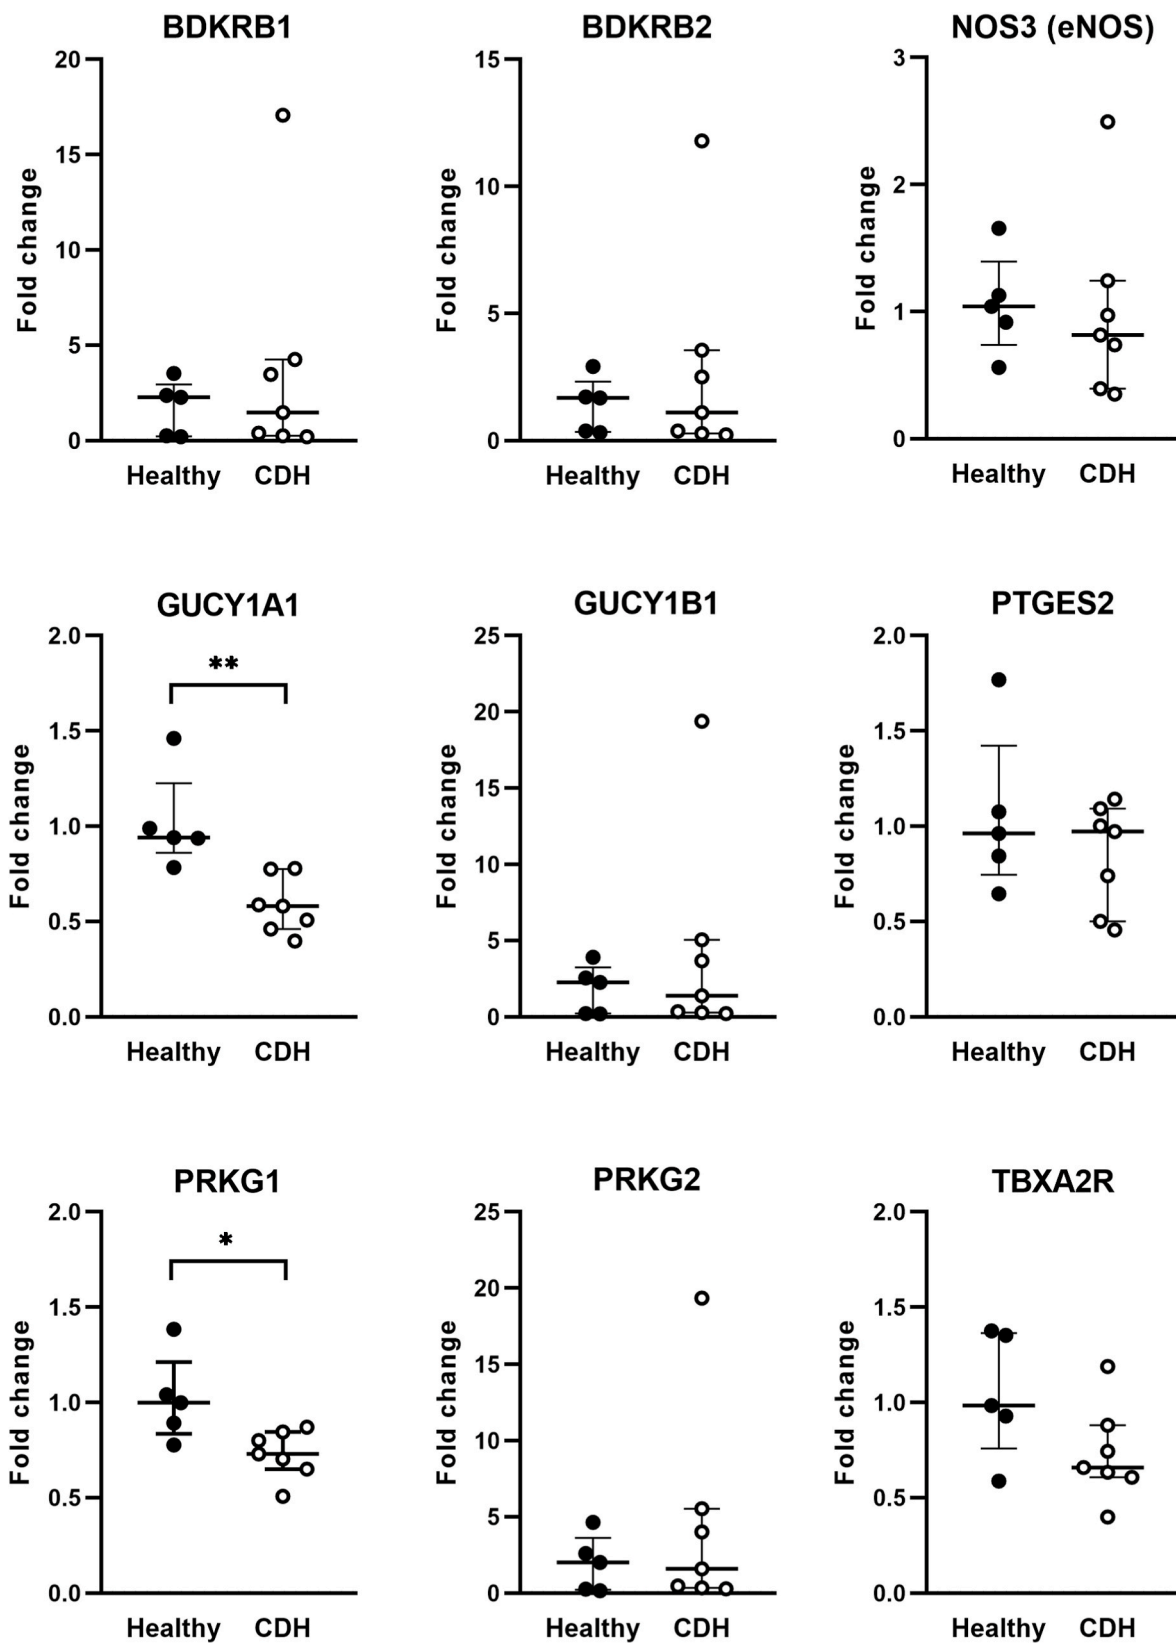 BDKRB1
20
15
10
5
0
Fold change
Healthy CDH
BDKRB2
15
10
5
0
Fold change
Healthy CDH
NOS3 (eNOS)
3
2
1
0
Fold change
Healthy CDH
GUCY1A1
2.0
1.5
1.0
0.5
0.0
Fold change
**
Healthy CDH
GUCY1B1
25
20
15
10
5
0
Fold change
Healthy CDH
PTGES2
2.0
1.5
1.0
0.5
0.0
Fold change
Healthy CDH
PRKG1
2.0
1.5
1.0
0.5
0.0
Fold change
*
Healthy CDH
PRKG2
25
20
15
10
5
0
Fold change
Healthy CDH
TBXA2R
2.0
1.5
1.0
0.5
0.0
Fold change
Healthy CDH